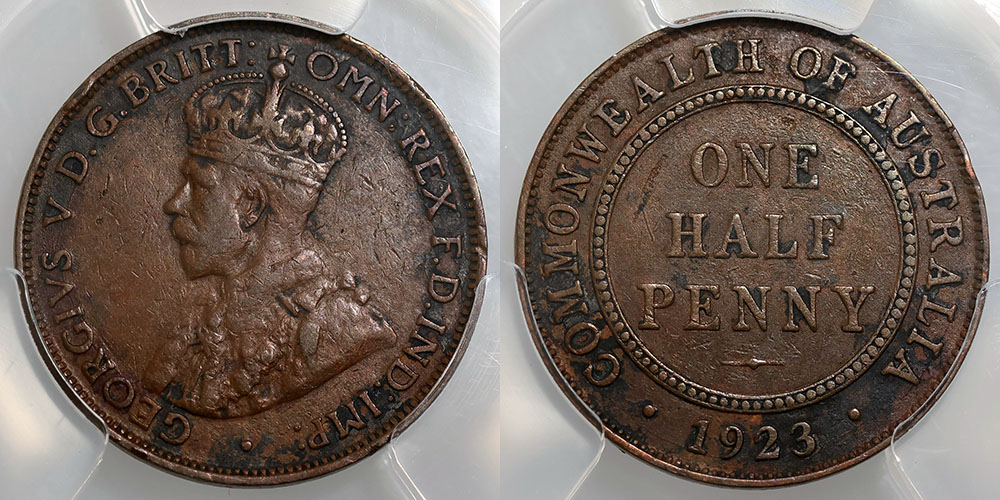 GEORGIVS V D. G. BRITT: OMN: REX F. D. IND: IMP:
COMMONWEALTH OF AUSTRALIA
ONE
HALF
PENNY
1923